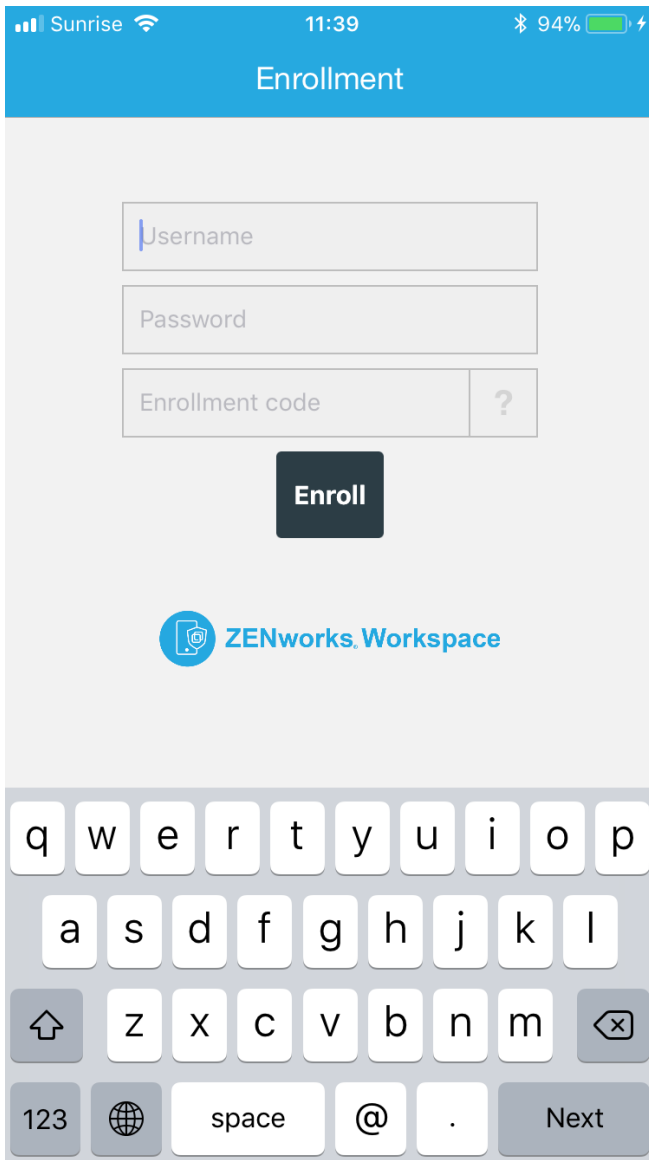 Sunrise 11:39 94%
Enrollment
Username
Password
Enrollment code ?
Enroll
ZENworks® Workspace
q w e r t y u i o p
a s d f g h j k l
z x c v b n m
123 space @ . Next